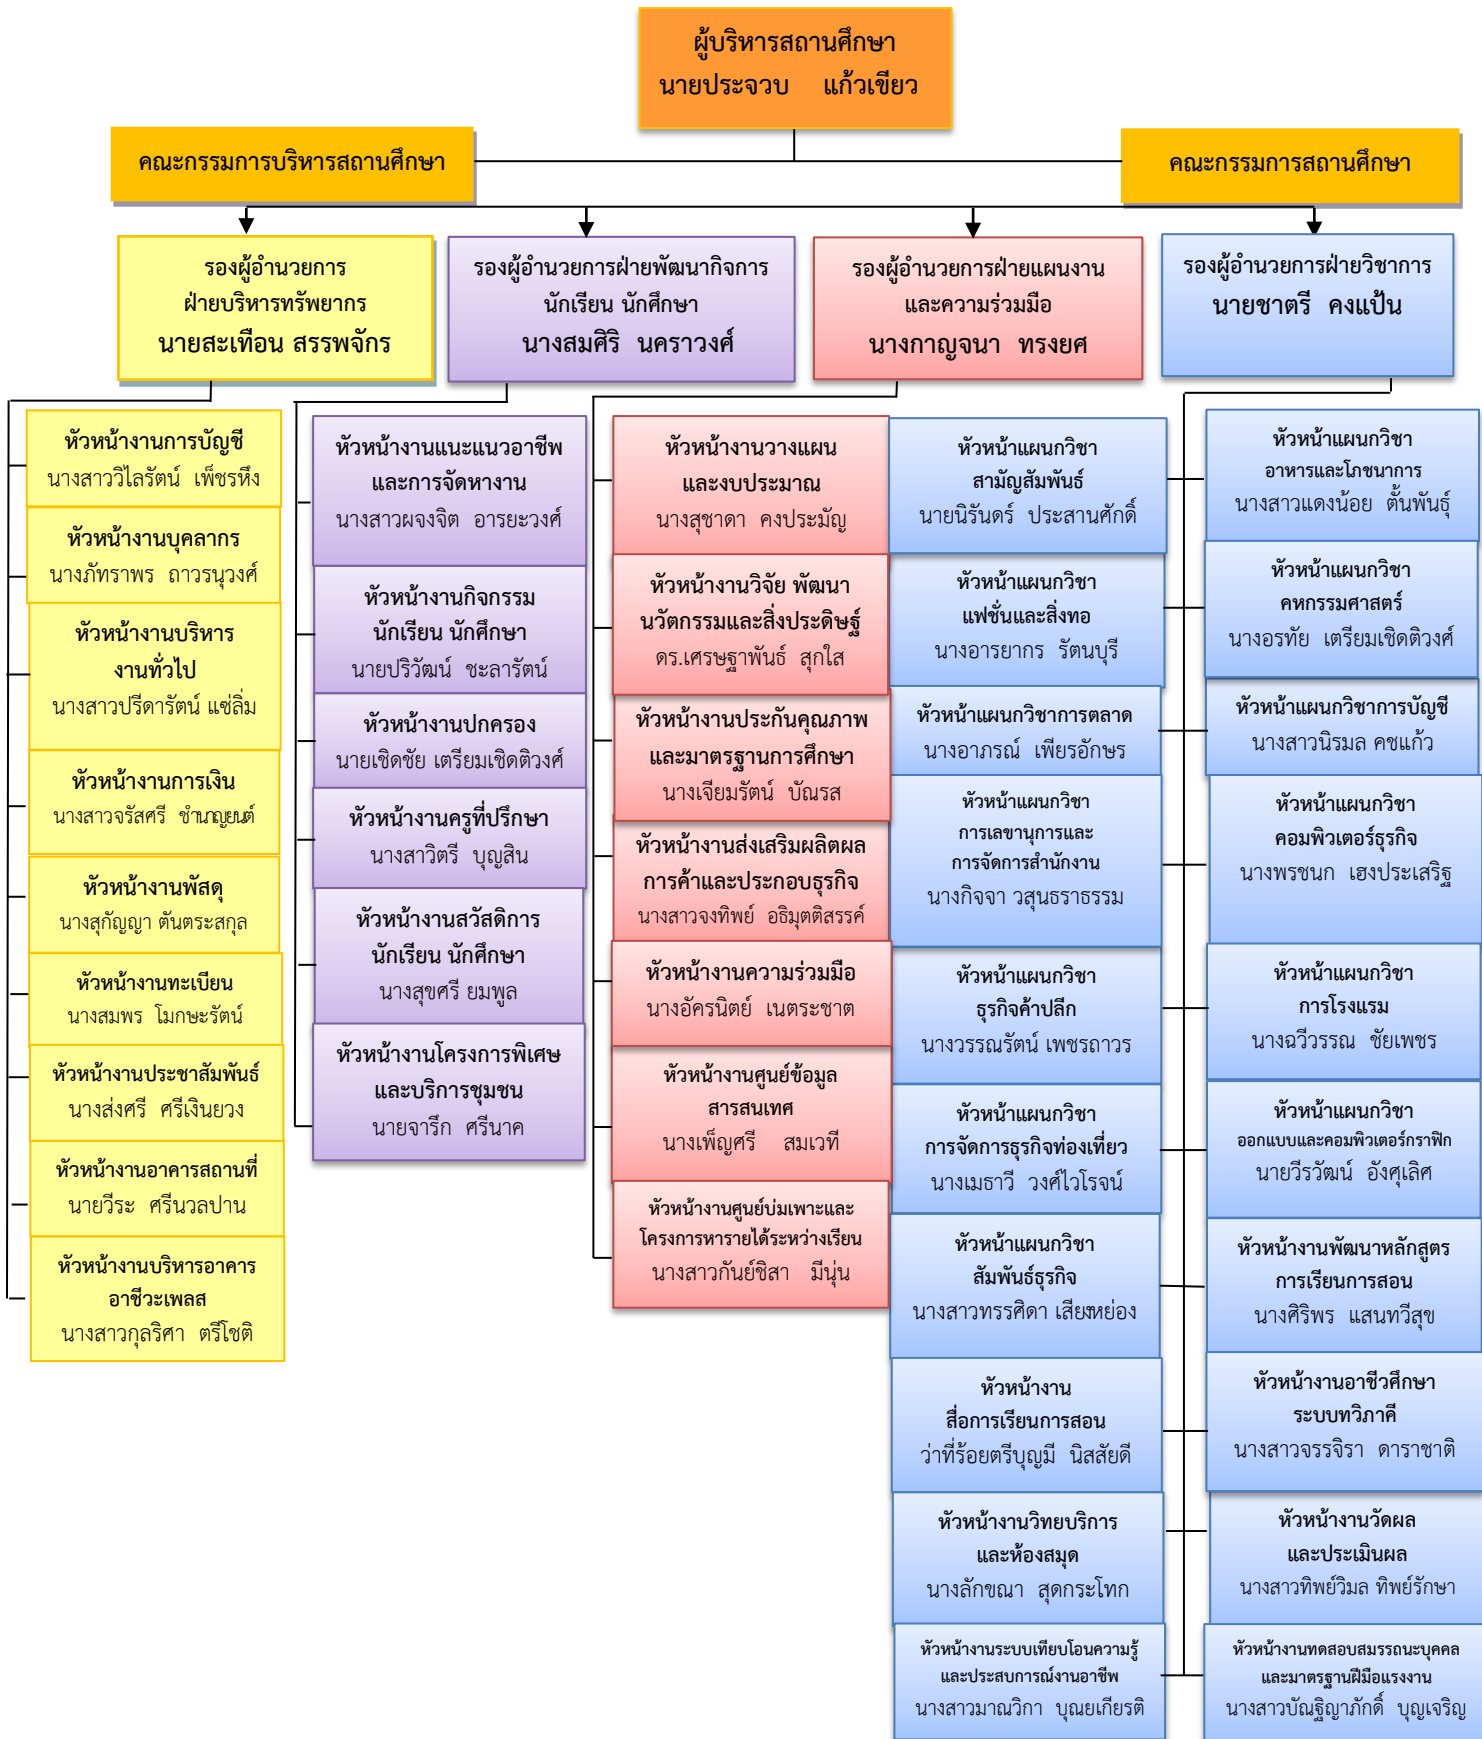 ผู้บริหารสถานศึกษา
นายประจวบ แก้วเขียว
คณะกรรมการบริหารสถานศึกษา
คณะกรรมการสถานศึกษา
รองผู้อำนวยการ
ฝ่ายบริหารทรัพยากร
นายสะเทือน สรรพจักร
รองผู้อำนวยการฝ่ายพัฒนากิจการ
นักเรียน นักศึกษา
นางสมศิริ นคราวงศ์
รองผู้อำนวยการฝ่ายแผนงาน
และความร่วมมือ
นางกาญจนา ทรงยศ
รองผู้อำนวยการฝ่ายวิชาการ
นายชาตรี คงแป้น
หัวหน้างานการบัญชี
นางสาววิไลรัตน์ เพ็ชรหึง
หัวหน้างานบุคลากร
นางภัทราพร ถาวรนุวงศ์
หัวหน้างานบริหาร
งานทั่วไป
นางสาวปรีดารัตน์ แซ่ลิ่ม
หัวหน้างานการเงิน
นางสาวจรัสศรี ชำนาญยนต์
หัวหน้างานพัสดุ
นางสุกัญญา ตันตระสกุล
หัวหน้างานทะเบียน
นางสมพร โมกษะรัตน์
หัวหน้างานประชาสัมพันธ์
นางส่งศรี ศรีเงินยวง
หัวหน้างานอาคารสถานที่
นายวีระ ศรีนวลปาน
หัวหน้างานบริหารอาคาร
อาชีวะเพลส
นางสาวกุลริศา ตรีโชติ
หัวหน้างานแนะแนวอาชีพ
และการจัดหางาน
นางสาวผจงจิต อารยะวงศ์
หัวหน้างานกิจกรรม
นักเรียน นักศึกษา
นายปริวัฒน์ ชะลารัตน์
หัวหน้างานปกครอง
นายเชิดชัย เตรียมเชิดติวงศ์
หัวหน้างานครูที่ปรึกษา
นางสาวิตรี บุญสิน
หัวหน้างานสวัสดิการ
นักเรียน นักศึกษา
นางสุขศรี ยมพูล
หัวหน้างานโครงการพิเศษ
และบริการชุมชน
นายจารึก ศรีนาค
หัวหน้างานวางแผน
และงบประมาณ
นางสุชาดา คงประมัญ
หัวหน้างานวิจัย พัฒนา
นวัตกรรมและสิ่งประดิษฐ์
ดร.เศรษฐาพันธ์ สุกใส
หัวหน้างานประกันคุณภาพ
และมาตรฐานการศึกษา
นางเจียมรัตน์ บัณรส
หัวหน้างานส่งเสริมผลิตผล
การค้าและประกอบธุรกิจ
นางสาวจงทิพย์ อธิมุตติสรรค์
หัวหน้างานความร่วมมือ
นางอัครนิตย์ เนตระชาต
หัวหน้างานศูนย์ข้อมูล
สารสนเทศ
นางเพ็ญศรี สมเวที
หัวหน้างานศูนย์บ่มเพาะและ
โครงการหารายได้ระหว่างเรียน
นางสาวกันย์ชิสา มีนุ่น
หัวหน้าแผนกวิชา
สามัญสัมพันธ์
นายนิรันดร์ ประสานศักดิ์
หัวหน้าแผนกวิชา
แฟชั่นและสิ่งทอ
นางอารยากร รัตนบุรี
หัวหน้าแผนกวิชาการตลาด
นางอาภรณ์ เพียรอักษร
หัวหน้าแผนกวิชา
การเลขานุการและ
การจัดการสำนักงาน
นางกิจจา วสุนธราธรรม
หัวหน้าแผนกวิชา
ธุรกิจค้าปลีก
นางวรรณรัตน์ เพชรถาวร
หัวหน้าแผนกวิชา
การจัดการธุรกิจท่องเที่ยว
นางเมธาวี วงศ์ไวโรจน์
หัวหน้าแผนกวิชา
สัมพันธ์ธุรกิจ
นางสาวทรรศิดา เสียงหย่อง
หัวหน้างาน
สื่อการเรียนการสอน
ว่าที่ร้อยตรีบุญมี นิสสัยดี
หัวหน้างานวิทยบริการ
และห้องสมุด
นางลักขณา สุดกระโทก
หัวหน้างานระบบเทียบโอนความรู้
และประสบการณ์งานอาชีพ
นางสาวมาณวิกา บุณยเกียรติ
หัวหน้าแผนกวิชา
อาหารและโภชนาการ
นางสาวแดงน้อย ตั้นพันธุ์
หัวหน้าแผนกวิชา
คหกรรมศาสตร์
นางอรทัย เตรียมเชิดติวงศ์
หัวหน้าแผนกวิชาการบัญชี
นางสาวนิรมล คชแก้ว
หัวหน้าแผนกวิชา
คอมพิวเตอร์ธุรกิจ
นางพรชนก เฮงประเสริฐ
หัวหน้าแผนกวิชา
การโรงแรม
นางฉวีวรรณ ชัยเพชร
หัวหน้าแผนกวิชา
ออกแบบและคอมพิวเตอร์กราฟิก
นายวีรวัฒน์ อังศุเลิศ
หัวหน้างานพัฒนาหลักสูตร
การเรียนการสอน
นางศิริพร แสนทวีสุข
หัวหน้างานอาชีวศึกษา
ระบบทวิภาคี
นางสาวจรรจิรา ดาราชาติ
หัวหน้างานวัดผล
และประเมินผล
นางสาวทิพย์วิมล ทิพย์รักษา
หัวหน้างานทดสอบสมรรถนะบุคคล
และมาตรฐานฝีมือแรงงาน
นางสาวบัณฐิญาภักดิ์ บุญเจริญ